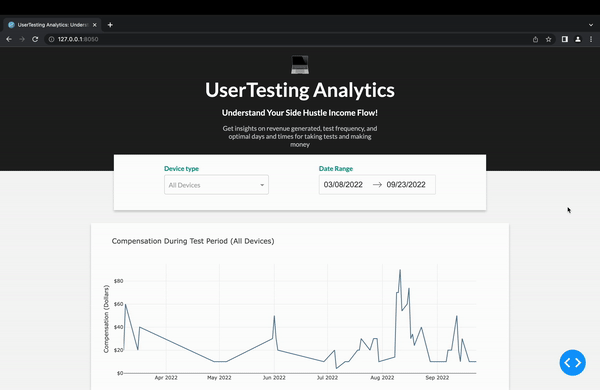 UserTesting Analytics: Underst
127.0.0.1:8050
UserTesting Analytics
Understand Your Side Hustle Income Flow!
Get insights on revenue generated, test frequency, and
optimal days and times for taking tests and making
money
Device type
Date Range
All Devices
03/08/2022 → 09/23/2022
Compensation During Test Period (All Devices)
Compensation (Dollars)
$80
$60
$40
$20
$0
Apr 2022 May 2022 Jun 2022 Jul 2022 Aug 2022 Sep 2022